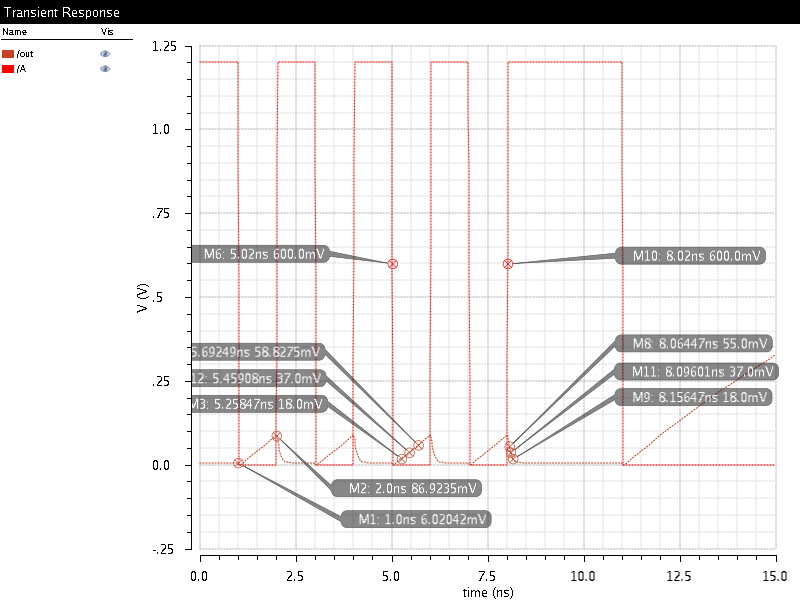 Transient Response
Name Vis
/out
/A
1.25
1.0
.75
.5
.25
0.0
-.25
V (V)
M6: 5.02ns 600.0mV
M10: 8.02ns 600.0mV
5.69249ns 58.8275mV
12: 5.45908ns 37.0mV
M3: 5.25847ns 18.0mV
M8: 8.06447ns 55.0mV
M11: 8.09601ns 37.0mV
M9: 8.15647ns 18.0mV
M2: 2.0ns 86.9235mV
M1: 1.0ns 6.02042mV
0.0 2.5 5.0 7.5 10.0 12.5 15.0
time (ns)